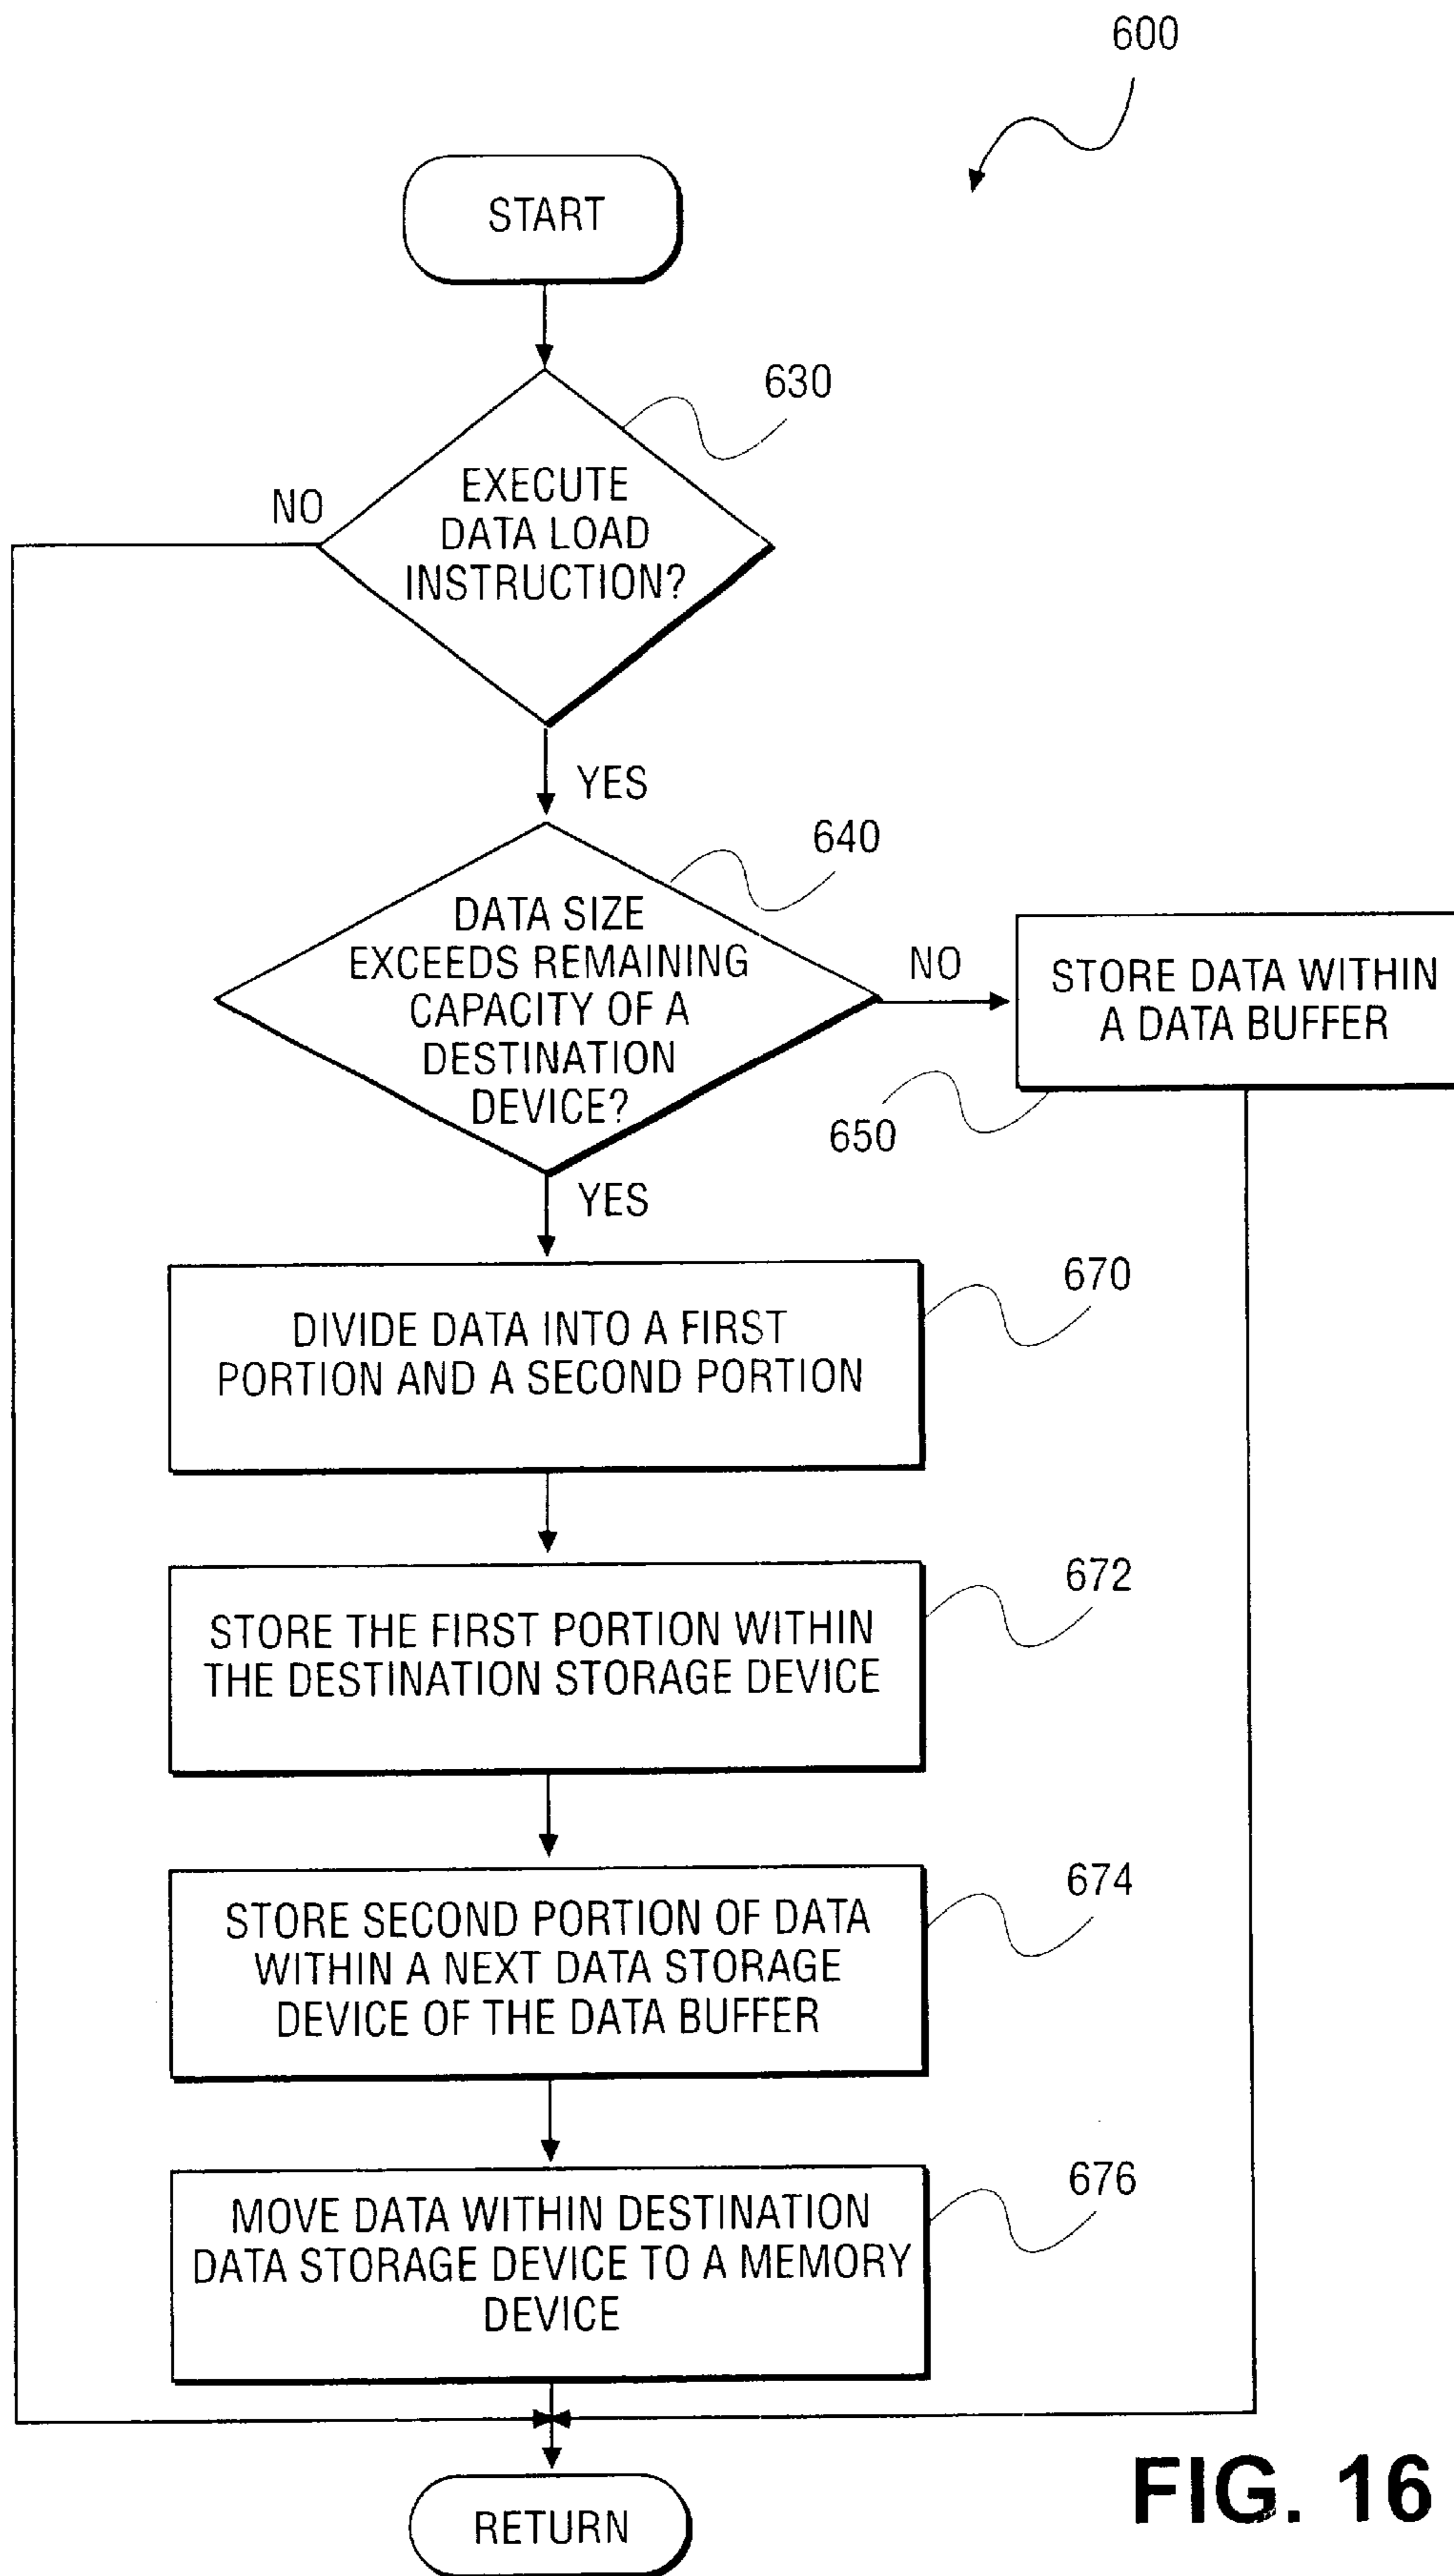 600
START
630
EXECUTE
DATA LOAD
INSTRUCTION?
NO
YES
640
DATA SIZE
EXCEEDS REMAINING
CAPACITY OF A
DESTINATION
DEVICE?
NO
STORE DATA WITHIN
A DATA BUFFER
650
YES
670
DIVIDE DATA INTO A FIRST
PORTION AND A SECOND PORTION
672
STORE THE FIRST PORTION WITHIN
THE DESTINATION STORAGE DEVICE
674
STORE SECOND PORTION OF DATA
WITHIN A NEXT DATA STORAGE
DEVICE OF THE DATA BUFFER
676
MOVE DATA WITHIN DESTINATION
DATA STORAGE DEVICE TO A MEMORY
DEVICE
RETURN
FIG. 16